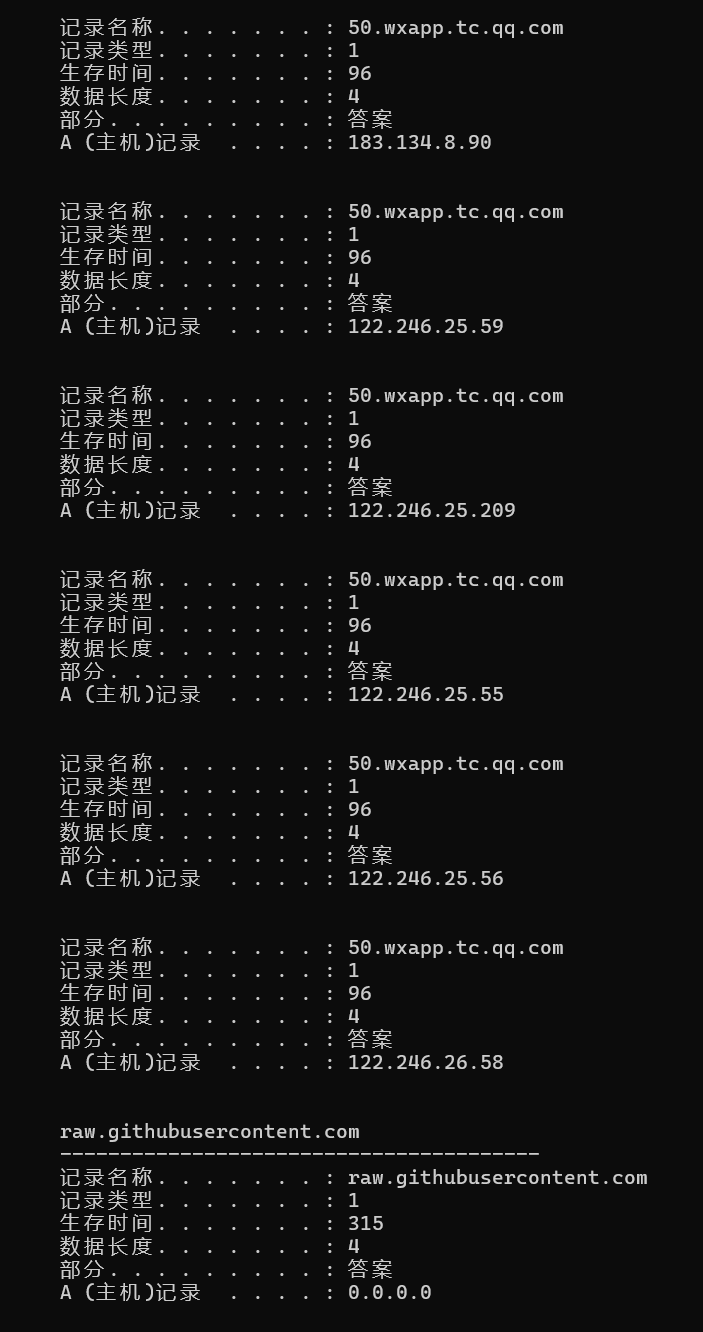 记录名称. . . . . . . : 50.wxapp.tc.qq.com
记录类型. . . . . . . : 1
生存时间. . . . . . . : 96
数据长度. . . . . . . : 4
部分. . . . . . . . . : 答案
A (主机)记录  . . . . : 183.134.8.90
记录名称. . . . . . . : 50.wxapp.tc.qq.com
记录类型. . . . . . . : 1
生存时间. . . . . . . : 96
数据长度. . . . . . . : 4
部分. . . . . . . . . : 答案
A (主机)记录  . . . . : 122.246.25.59
记录名称. . . . . . . : 50.wxapp.tc.qq.com
记录类型. . . . . . . : 1
生存时间. . . . . . . : 96
数据长度. . . . . . . : 4
部分. . . . . . . . . : 答案
A (主机)记录  . . . . : 122.246.25.209
记录名称. . . . . . . : 50.wxapp.tc.qq.com
记录类型. . . . . . . : 1
生存时间. . . . . . . : 96
数据长度. . . . . . . : 4
部分. . . . . . . . . : 答案
A (主机)记录  . . . . : 122.246.25.55
记录名称. . . . . . . : 50.wxapp.tc.qq.com
记录类型. . . . . . . : 1
生存时间. . . . . . . : 96
数据长度. . . . . . . : 4
部分. . . . . . . . . : 答案
A (主机)记录  . . . . : 122.246.25.56
记录名称. . . . . . . : 50.wxapp.tc.qq.com
记录类型. . . . . . . : 1
生存时间. . . . . . . : 96
数据长度. . . . . . . : 4
部分. . . . . . . . . : 答案
A (主机)记录  . . . . : 122.246.26.58
raw.githubusercontent.com
----------------------------------------
记录名称. . . . . . . : raw.githubusercontent.com
记录类型. . . . . . . : 1
生存时间. . . . . . . : 315
数据长度. . . . . . . : 4
部分. . . . . . . . . : 答案
A (主机)记录  . . . . : 0.0.0.0